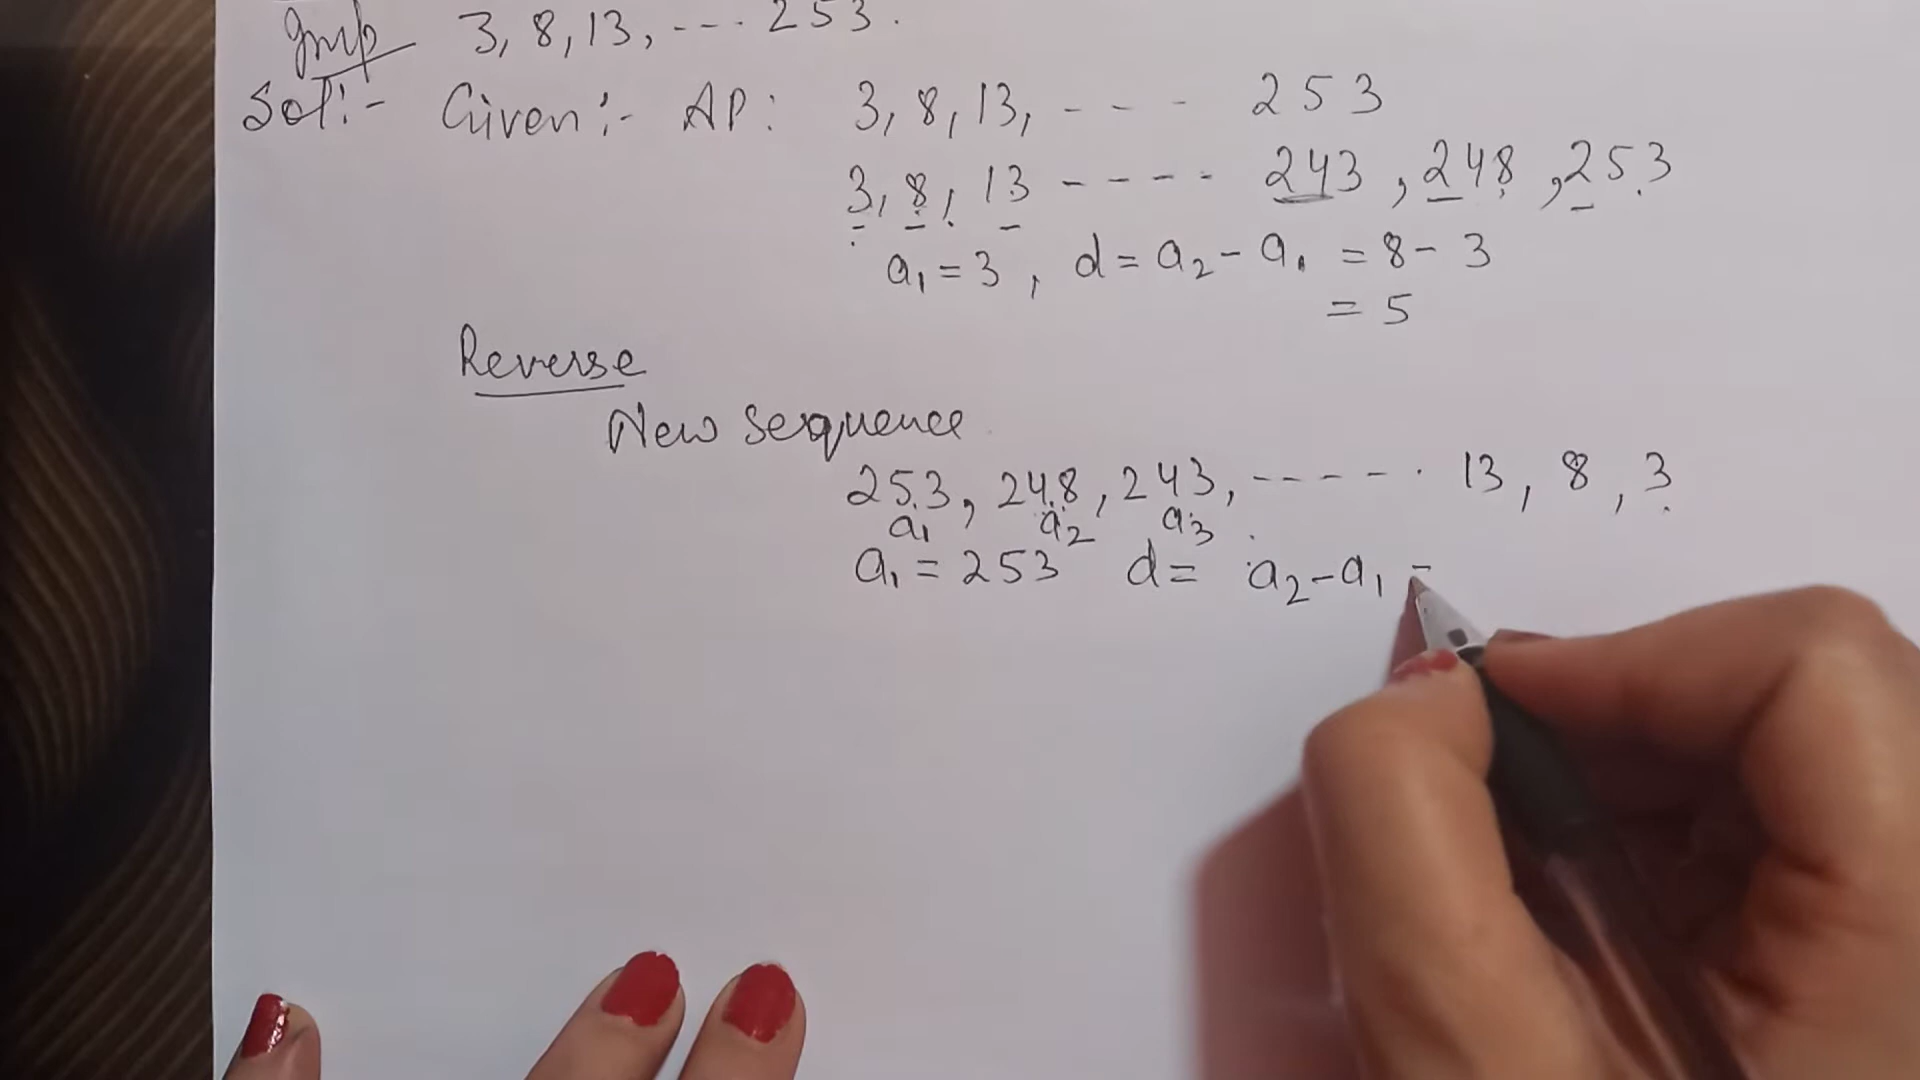 Imp 3, 8, 13, ---- 253.
Sol:- Given:- AP: 3, 8, 13, - - - 253
3, 8, 13 ---- 243, 248, 253
a₁ = 3, d = a₂ - a₁ = 8 - 3
= 5
Reverse
New Sequence
253, 248, 243, ----- 13, 8, 3
a₁ a₂ a₃
a₁ = 253 d = a₂ - a₁ =